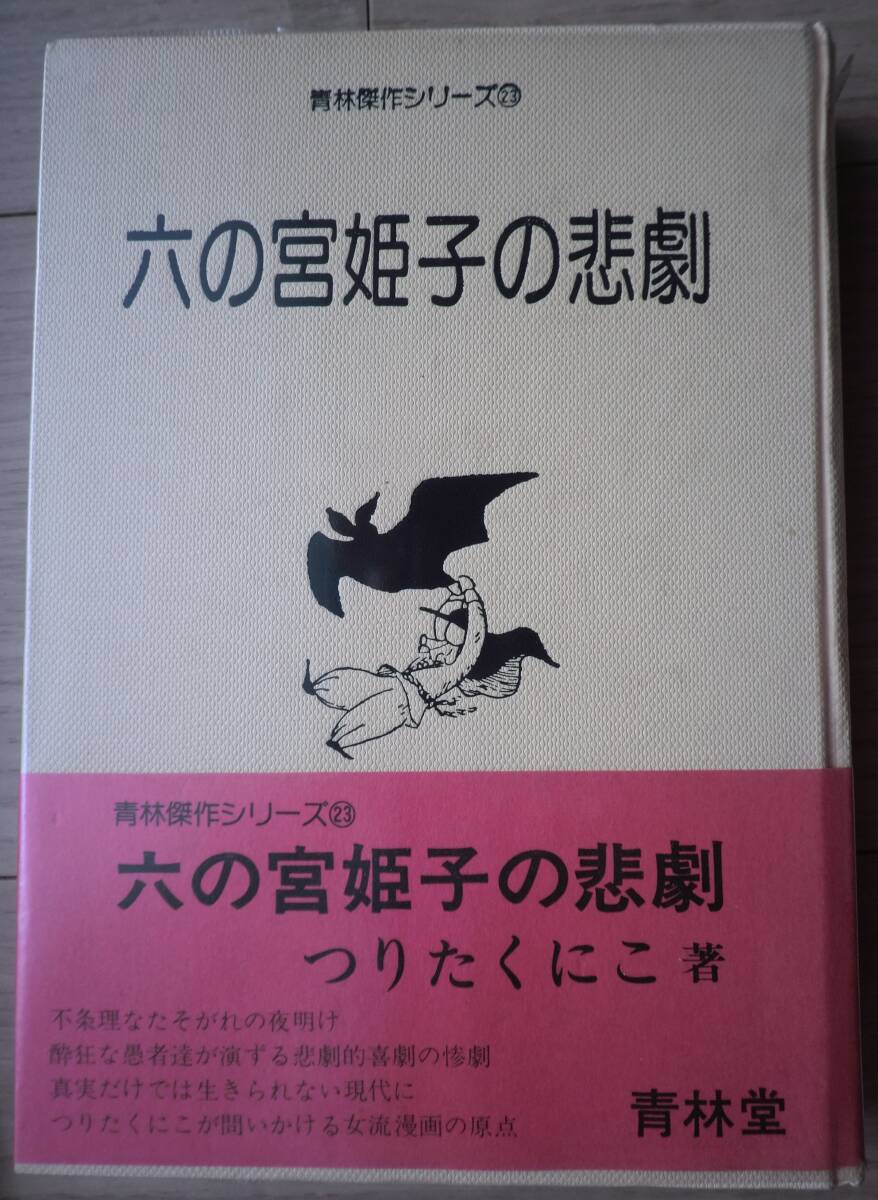 青林傑作シリーズ㉓
六の宮姫子の悲劇
青林傑作シリーズ㉓
六の宮姫子の悲劇
つりたくにこ 著
不条理なたそがれの夜明け
酔狂な愚者達が演ずる悲劇的喜劇の惨劇
真実だけでは生きられない現代に
つりたくにこが問いかける女流漫画の原点
青林堂